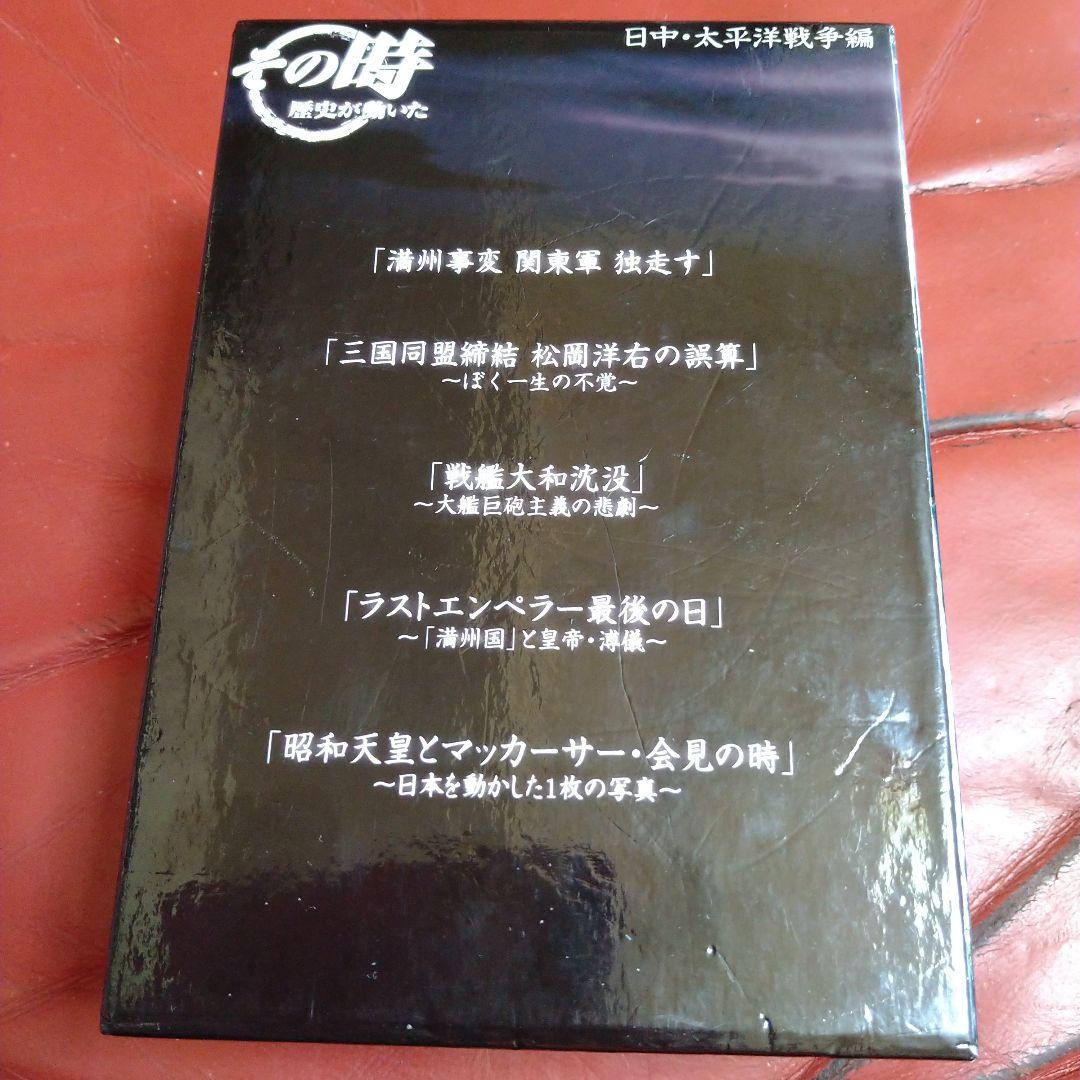 その時
歴史が動いた
日中・太平洋戦争編
「満州事変 関東軍 独走す」
「三国同盟締結 松岡洋右の誤算」
～ぼく一生の不覚～
「戦艦大和沈没」
～大艦巨砲主義の悲劇～
「ラストエンペラー最後の日」
～「満州国」と皇帝・溥儀～
「昭和天皇とマッカーサー・会見の時」
～日本を動かした1枚の写真～